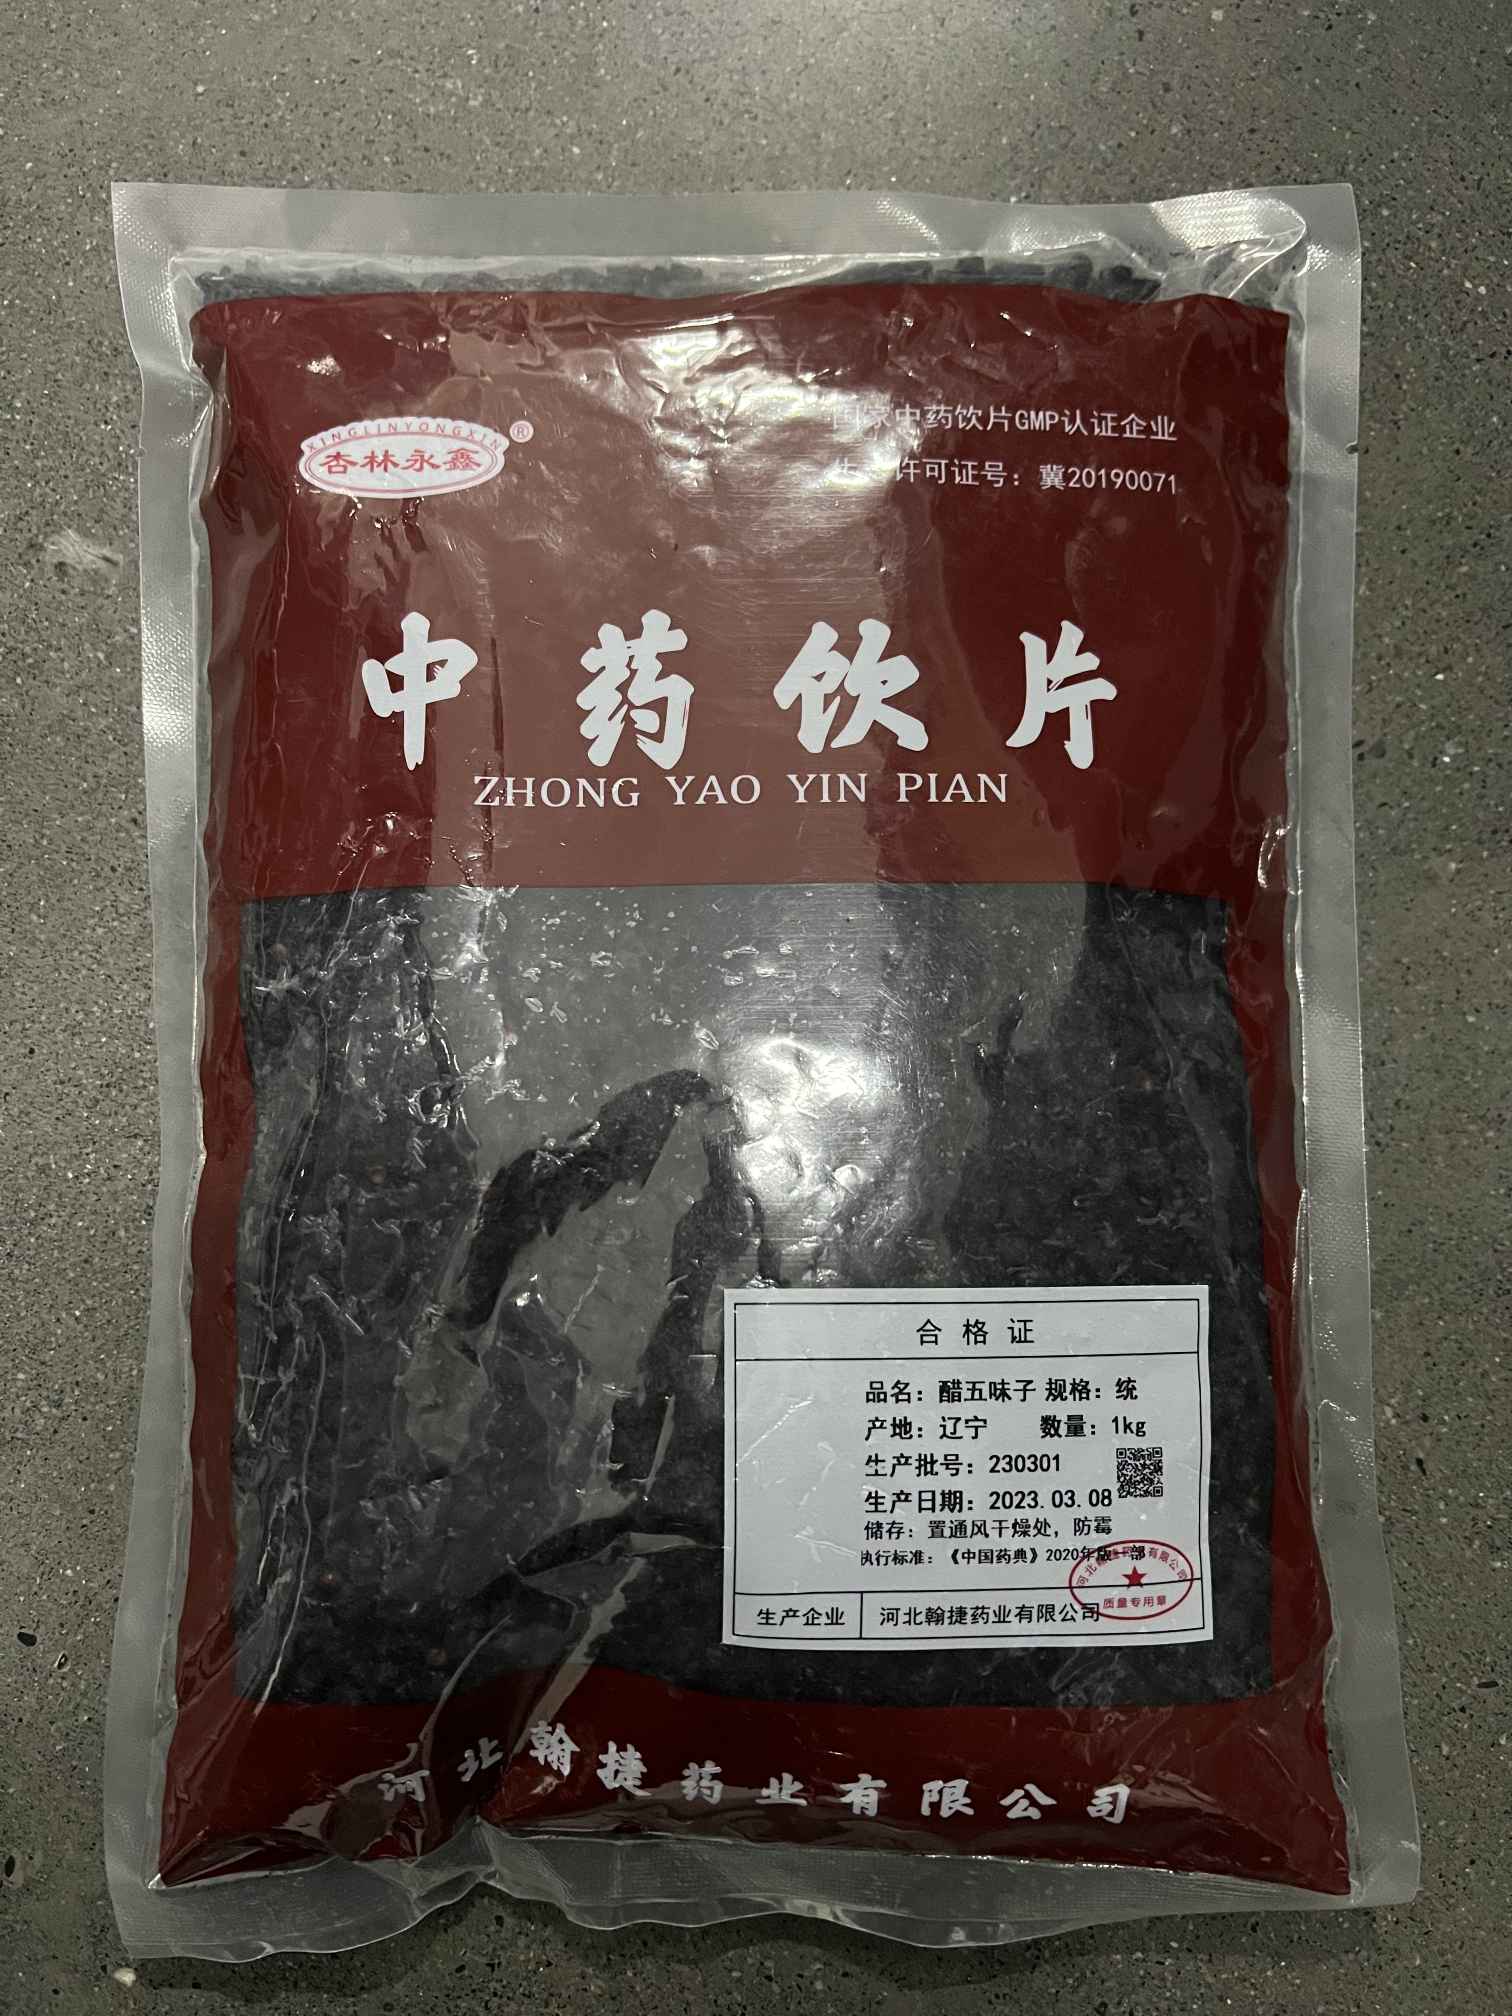 XINGLINYONGXIN
杏林永鑫®
国家中药饮片GMP认证企业
生产许可证号：冀20190071
中药饮片
ZHONG YAO YIN PIAN
合格证
品名：醋五味子 规格：统
产地：辽宁 数量：1kg
生产批号：230301
生产日期：2023.03.08
储存：置通风干燥处，防霉
执行标准：《中国药典》2020年版一部
生产企业 河北翰捷药业有限公司
质量专用章
河北翰捷药业有限公司